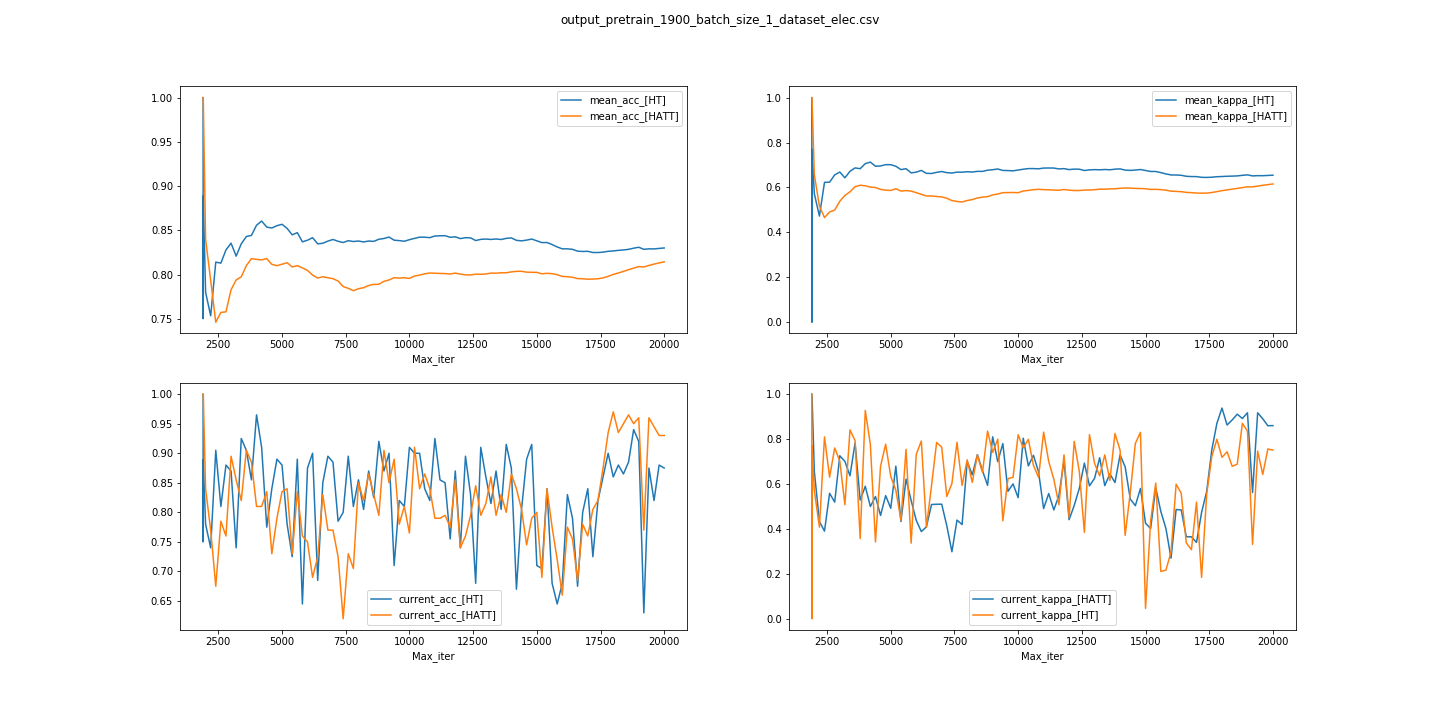 output_pretrain_1900_batch_size_1_dataset_elec.csv
mean_acc_[HT]
mean_acc_[HATT]
1.00
0.95
0.90
0.85
0.80
0.75
2500 5000 7500 10000 12500 15000 17500 20000
Max_iter
mean_kappa_[HT]
mean_kappa_[HATT]
1.0
0.8
0.6
0.4
0.2
0.0
2500 5000 7500 10000 12500 15000 17500 20000
Max_iter
1.00
0.95
0.90
0.85
0.80
0.75
0.70
0.65
current_acc_[HT]
current_acc_[HATT]
2500 5000 7500 10000 12500 15000 17500 20000
Max_iter
1.0
0.8
0.6
0.4
0.2
0.0
current_kappa_[HATT]
current_kappa_[HT]
2500 5000 7500 10000 12500 15000 17500 20000
Max_iter